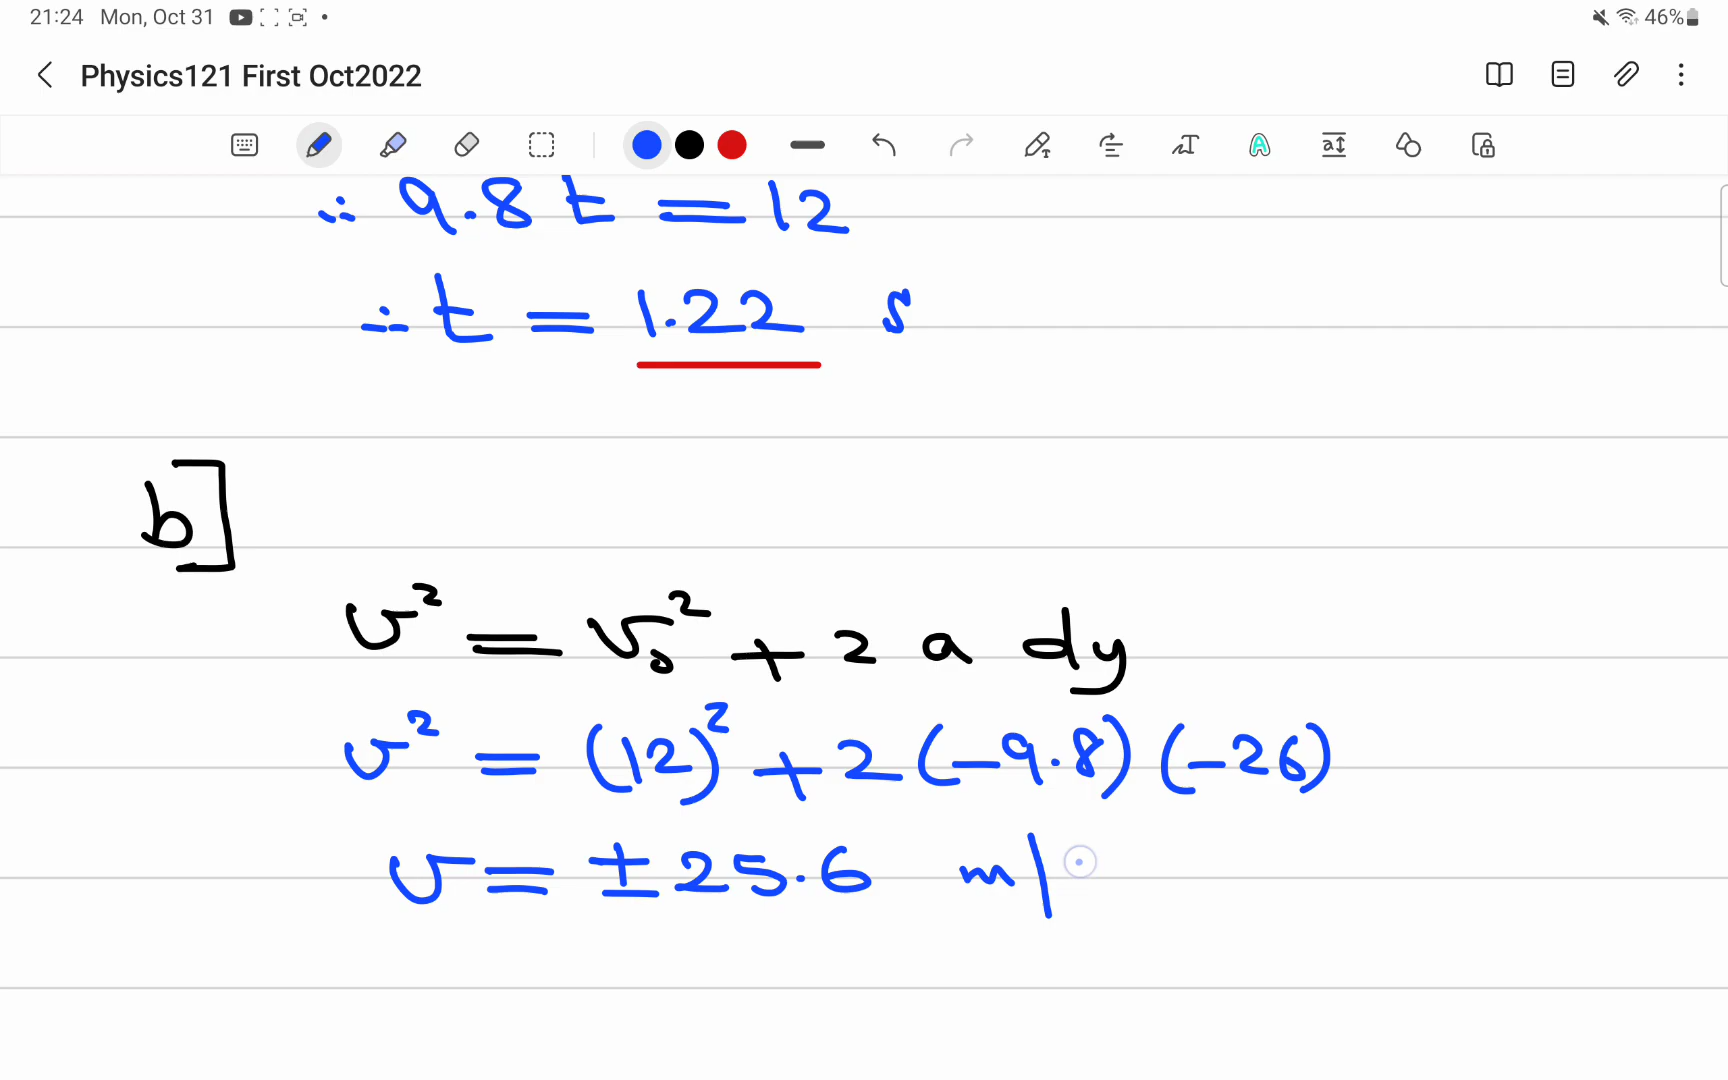 21:24 Mon, Oct 31 46%
Physics121 First Oct2022
∴ 9.8 t = 12
∴ t = 1.22 s
b]
v² = v₀² + 2 a dy
v² = (12)² + 2 (-9.8) (-26)
v = ± 25.6 m/